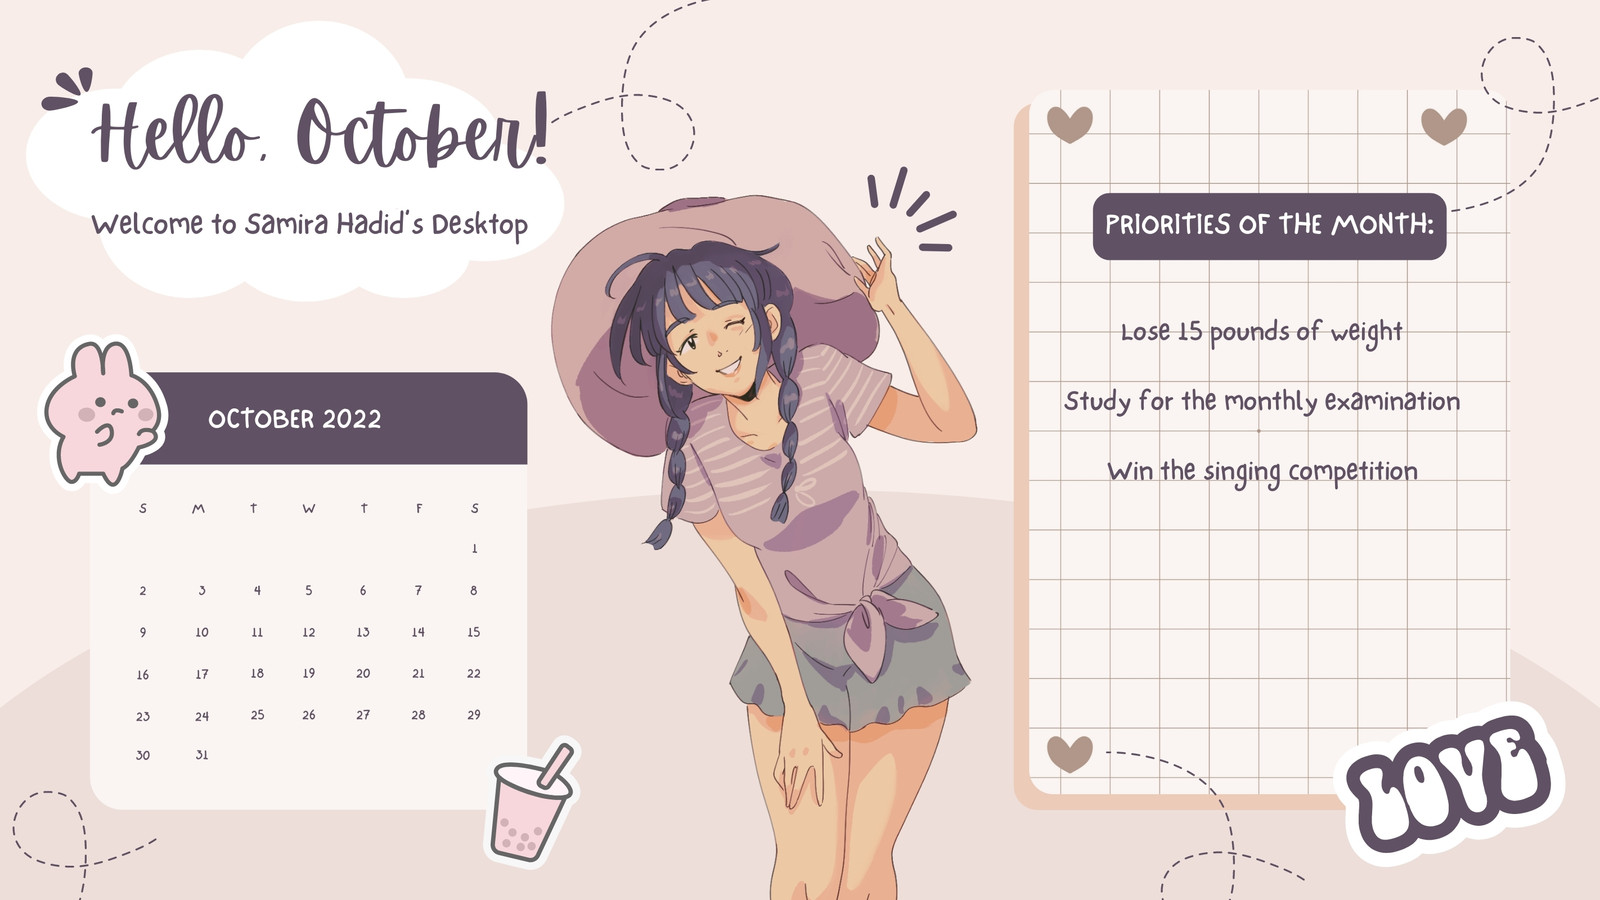 Hello, October!
Welcome to Samira Hadid's Desktop
OCTOBER 2022
S M T W T F S
1
2 3 4 5 6 7 8
9 10 11 12 13 14 15
16 17 18 19 20 21 22
23 24 25 26 27 28 29
30 31
PRIORITIES OF THE MONTH:
Lose 15 pounds of weight
Study for the monthly examination
Win the singing competition
LOVE